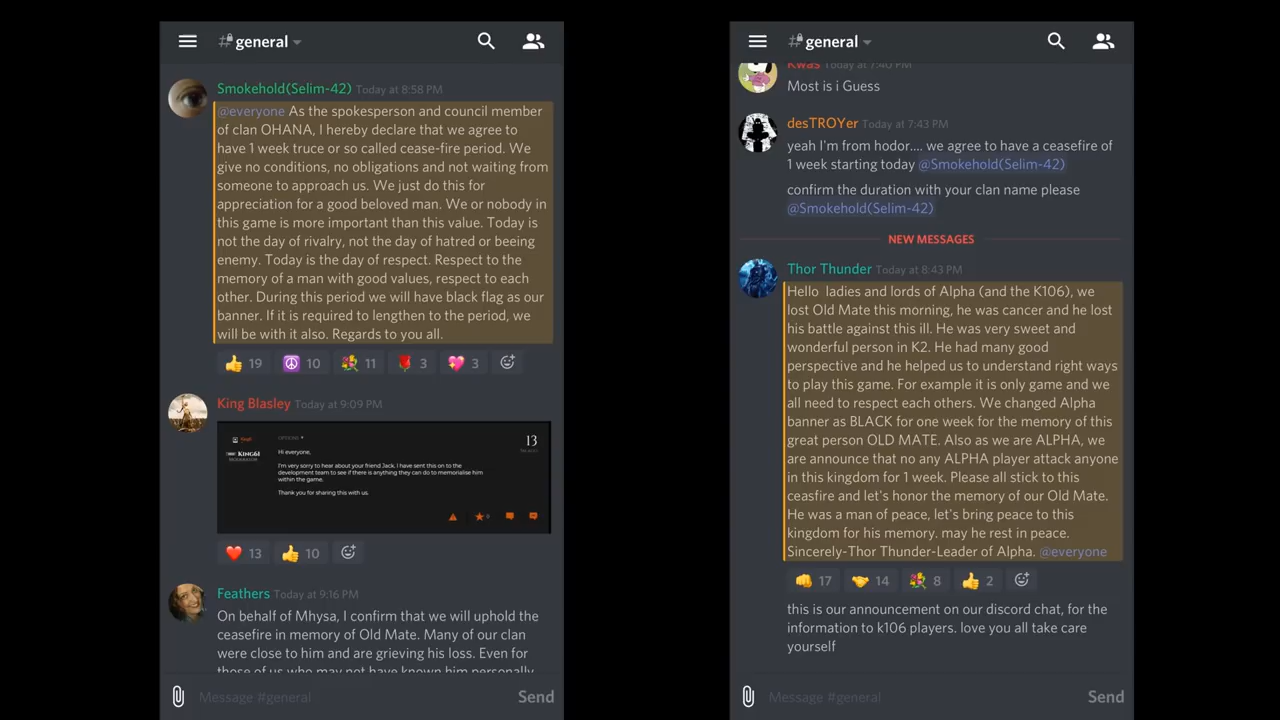 #general
Smokehold(Selim-42) Today at 8:58 PM
@everyone As the spokesperson and council member
of clan OHANA, I hereby declare that we agree to
have 1 week truce or so called cease-fire period. We
give no conditions, no obligations and not waiting from
someone to approach us. We just do this for
appreciation for a good beloved man. We or nobody in
this game is more important than this value. Today is
not the day of rivalry, not the day of hatred or beeing
enemy. Today is the day of respect. Respect to the
memory of a man with good values, respect to each
other. During this period we will have black flag as our
banner. If it is required to lengthen to the period, we
will be with it also. Regards to you all.
19 10 11 3 3
King Blasley Today at 9:09 PM
OPTIONS
13
KING61
Hi everyone,
I'm very sorry to hear about your friend Jack. I have sent this on to the
development team to see if there is anything they can do to memorialise him
within the game.
Thank you for sharing this with us.
13 10
Feathers Today at 9:16 PM
On behalf of Mhysa, I confirm that we will uphold the
ceasefire in memory of Old Mate. Many of our clan
were close to him and are grieving his loss. Even for
those of us who may not have known him personally
Message #general Send
#general
Kwas Today at 7:40 PM
Most is i Guess
desTROYer Today at 7:43 PM
yeah I'm from hodor.... we agree to have a ceasefire of
1 week starting today @Smokehold(Selim-42)
confirm the duration with your clan name please
@Smokehold(Selim-42)
NEW MESSAGES
Thor Thunder Today at 8:43 PM
Hello ladies and lords of Alpha (and the K106), we
lost Old Mate this morning, he was cancer and he lost
his battle against this ill. He was very sweet and
wonderful person in K2. He had many good
perspective and he helped us to understand right ways
to play this game. For example it is only game and we
all need to respect each others. We changed Alpha
banner as BLACK for one week for the memory of this
great person OLD MATE. Also as we are ALPHA, we
are announce that no any ALPHA player attack anyone
in this kingdom for 1 week. Please all stick to this
ceasfire and let's honor the memory of our Old Mate.
He was a man of peace, let's bring peace to this
kingdom for his memory. may he rest in peace.
Sincerely-Thor Thunder-Leader of Alpha. @everyone
17 14 8 2
this is our announcement on our discord chat, for the
information to k106 players. love you all take care
yourself
Message #general Send